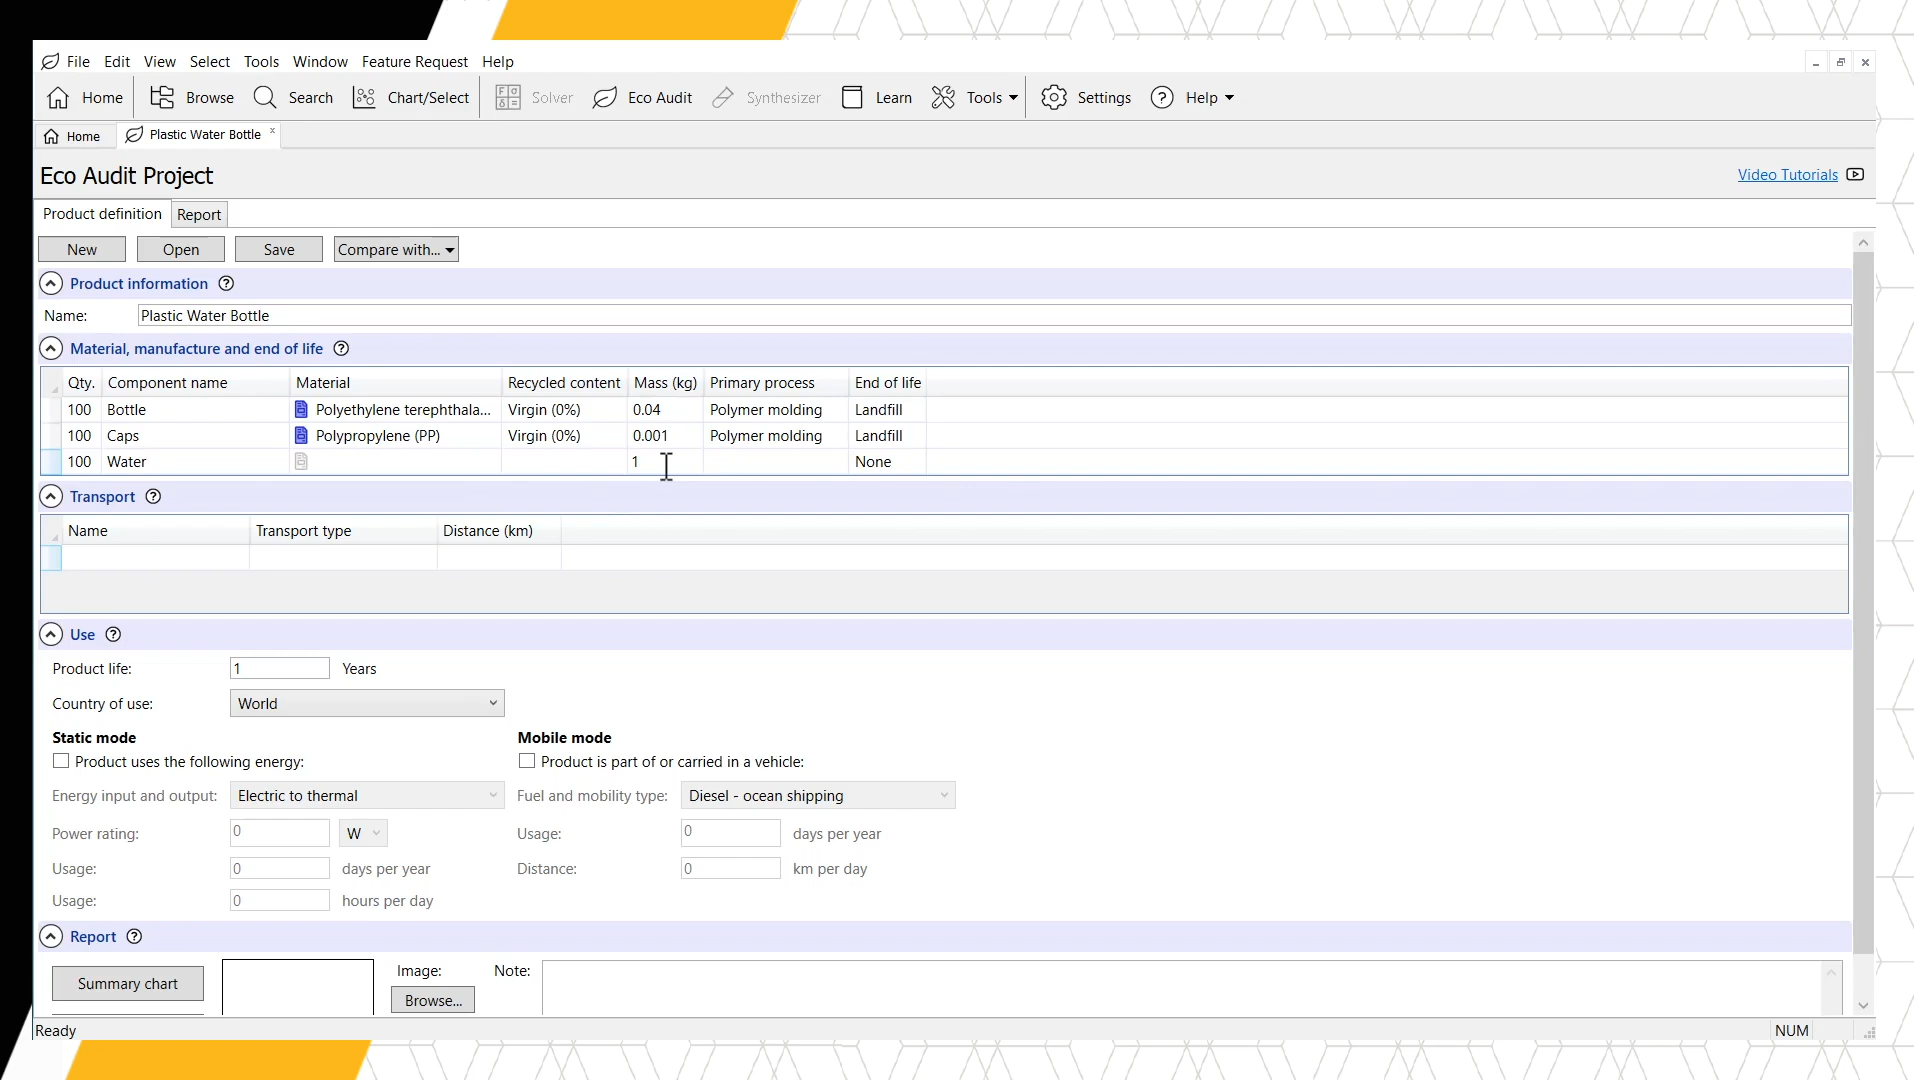 File Edit View Select Tools Window Feature Request Help
Home Browse Search Chart/Select Solver Eco Audit Synthesizer Learn Tools Settings Help
Home Plastic Water Bottle
Eco Audit Project Video Tutorials
Product definition Report
New Open Save Compare with...
Product information
Name: Plastic Water Bottle
Material, manufacture and end of life
Qty. Component name Material Recycled content Mass (kg) Primary process End of life
100 Bottle Polyethylene terephthala... Virgin (0%) 0.04 Polymer molding Landfill
100 Caps Polypropylene (PP) Virgin (0%) 0.001 Polymer molding Landfill
100 Water 1 None
Transport
Name Transport type Distance (km)
Use
Product life: 1 Years
Country of use: World
Static mode Mobile mode
Product uses the following energy: Product is part of or carried in a vehicle:
Energy input and output: Electric to thermal Fuel and mobility type: Diesel - ocean shipping
Power rating: 0 W Usage: 0 days per year
Usage: 0 days per year Distance: 0 km per day
Usage: 0 hours per day
Report
Summary chart Image: Note:
Browse...
Ready NUM